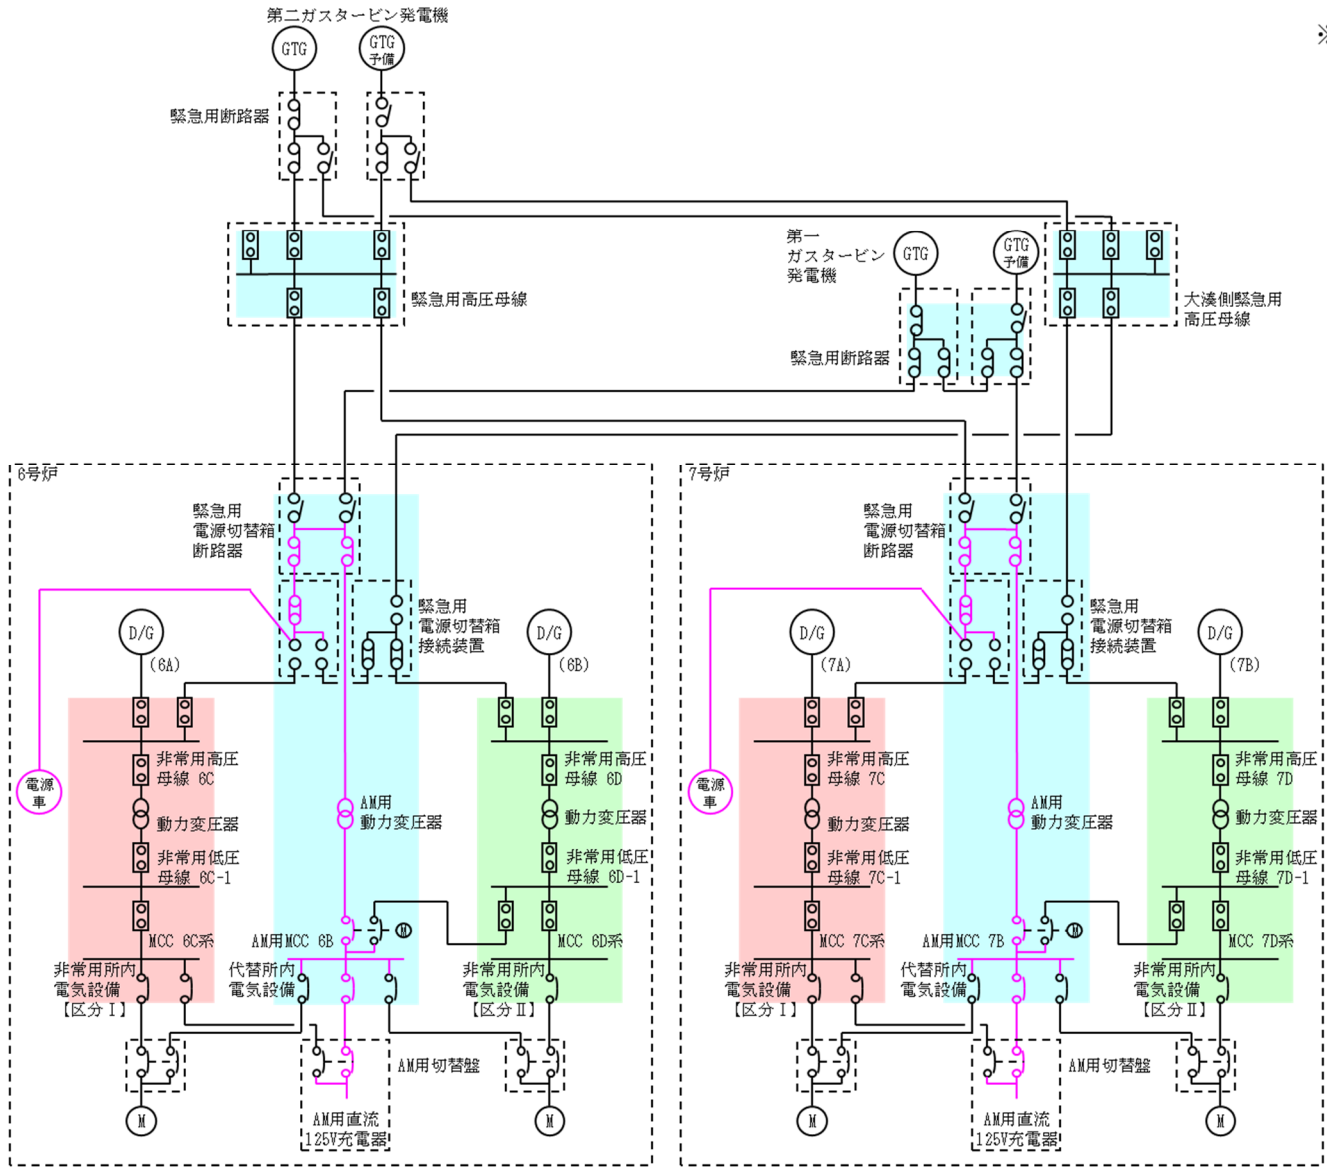 第二ガスタービン発電機
※
GTG
GTG
予備
緊急用断路器
第一
ガスタービン
発電機
GTG
GTG
予備
緊急用高圧母線
大湊側緊急用
高圧母線
緊急用断路器
6号炉
緊急用
電源切替箱
断路器
緊急用
電源切替箱
接続装置
D/G
(6A)
D/G
(6B)
電源
車
非常用高圧
母線 6C
非常用高圧
母線 6D
AM用
動力変圧器
動力変圧器
動力変圧器
非常用低圧
母線 6C-1
非常用低圧
母線 6D-1
M
MCC 6C系
AM用MCC 6B
MCC 6D系
非常用所内
電気設備
【区分Ⅰ】
代替所内
電気設備
非常用所内
電気設備
【区分Ⅱ】
AM用切替盤
M
AM用直流
125V充電器
M
7号炉
緊急用
電源切替箱
断路器
緊急用
電源切替箱
接続装置
D/G
(7A)
D/G
(7B)
電源
車
非常用高圧
母線 7C
非常用高圧
母線 7D
AM用
動力変圧器
動力変圧器
動力変圧器
非常用低圧
母線 7C-1
非常用低圧
母線 7D-1
M
MCC 7C系
AM用MCC 7B
MCC 7D系
非常用所内
電気設備
【区分Ⅰ】
代替所内
電気設備
非常用所内
電気設備
【区分Ⅱ】
AM用切替盤
M
AM用直流
125V充電器
M